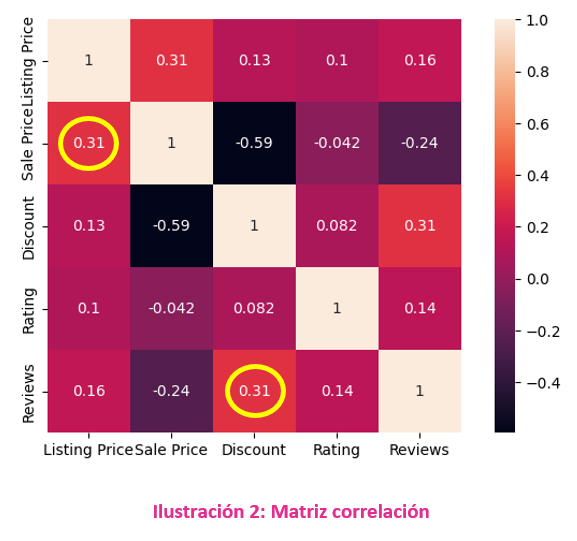 Listing Price 1 0.31 0.13 0.1 0.16 1.0
0.8
Sale Price 0.31 1 -0.59 -0.042 -0.24 0.6
0.4
Discount 0.13 -0.59 1 0.082 0.31 0.2
0.0
Rating 0.1 -0.042 0.082 1 0.14 -0.2
Reviews 0.16 -0.24 0.31 0.14 1 -0.4
Listing Price Sale Price Discount Rating Reviews
Ilustración 2: Matriz correlación